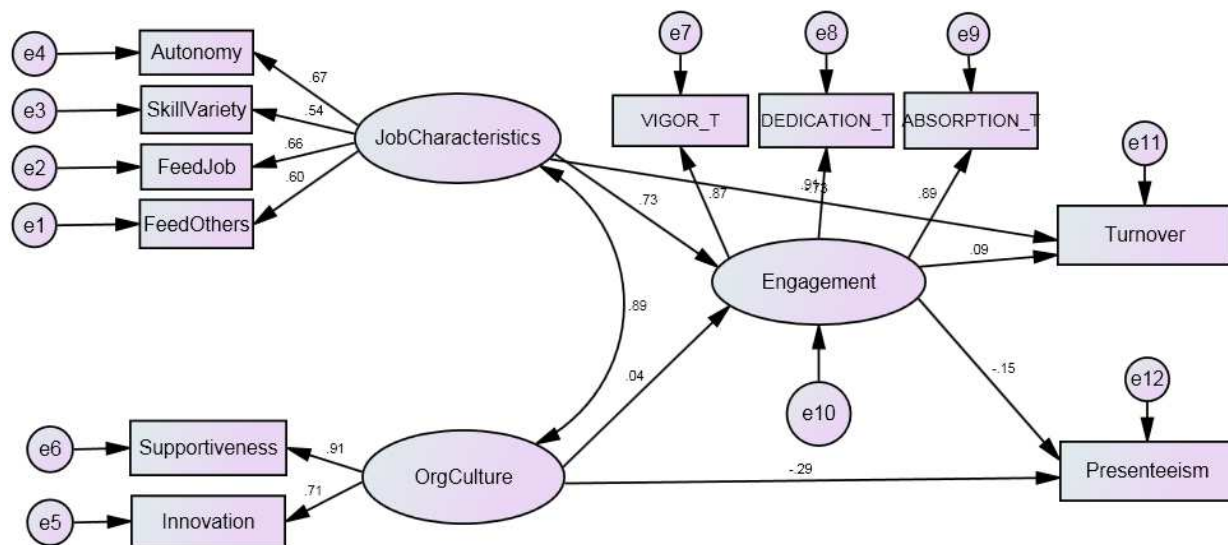 e7
e8
e9
e4
Autonomy
.67
e3
SkillVariety
.54
JobCharacteristics
VIGOR_T
DEDICATION_T
ABSORPTION_T
e11
e2
FeedJob
.66
.60
e1
FeedOthers
.73
.87
.89
Turnover
.09
Engagement
.89
.04
-.15
e10
e12
e6
Supportiveness
.91
OrgCulture
-.29
Presenteeism
.71
e5
Innovation